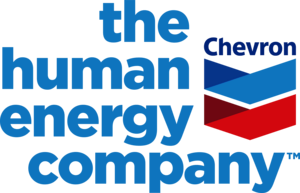 the
human
energy
company™
Chevron